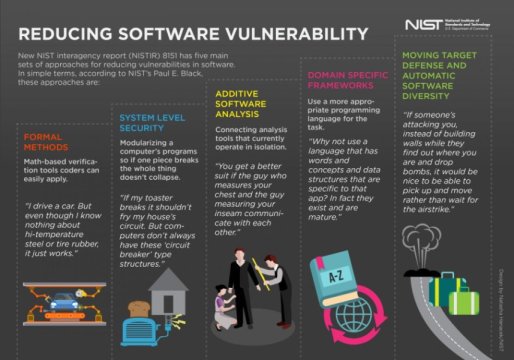 REDUCING SOFTWARE VULNERABILITY
NIST
National Institute of
Standards and Technology
U.S. Department of Commerce
New NIST interagency report (NISTIR) 8151 has five main
sets of approaches for reducing vulnerabilities in software.
In simple terms, according to NIST's Paul E. Black,
these approaches are:
FORMAL
METHODS
Math-based verifica-
tion tools coders can
easily apply.
"I drive a car. But
even though I know
nothing about
hi-temperature
steel or tire rubber,
it just works."
SYSTEM LEVEL
SECURITY
Modularizing a
computer's programs
so if one piece breaks
the whole thing
doesn't collapse.
"If my toaster
breaks it shouldn't
fry my house's
circuit. But com-
puters don't always
have these 'circuit
breaker' type
structures."
ADDITIVE
SOFTWARE
ANALYSIS
Connecting analysis
tools that currently
operate in isolation.
"You get a better
suit if the guy who
measures your
chest and the guy
measuring your
inseam communi-
cate with each
other."
DOMAIN SPECIFIC
FRAMEWORKS
Use a more appro-
priate programming
language for the
task.
"Why not use a
language that has
words and
concepts and data
structures that are
specific to that
app? In fact they
exist and are
mature."
A-Z
MOVING TARGET
DEFENSE AND
AUTOMATIC
SOFTWARE
DIVERSITY
"If someone's
attacking you,
instead of building
walls while they
find out where you
are and drop
bombs, it would be
nice to be able to
pick up and move
rather than wait for
the airstrike."
Design by Natasha Hanacek/NIST